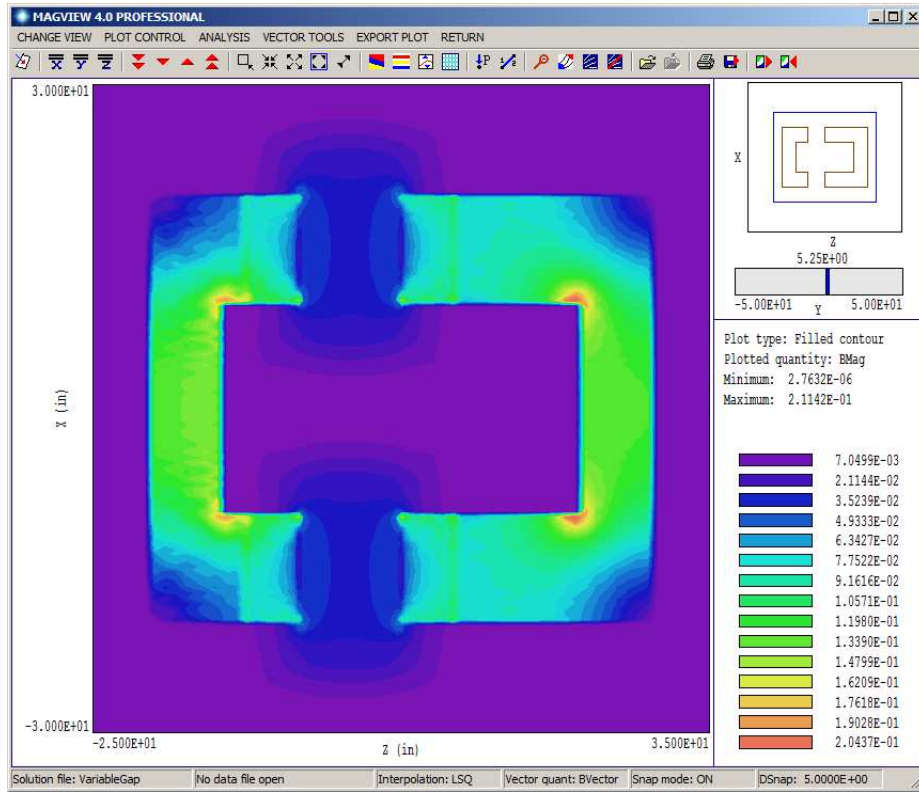 MAGVIEW 4.0 PROFESSIONAL
CHANGE VIEW PLOT CONTROL ANALYSIS VECTOR TOOLS EXPORT PLOT RETURN
X Y Z P 1/2
3.000E+01
X (in)
-3.000E+01
-2.500E+01
Z (in)
3.500E+01
X
Z
5.25E+00
-5.00E+01
Y
5.00E+01
Plot type: Filled contour
Plotted quantity: BMag
Minimum: 2.7632E-06
Maximum: 2.1142E-01
7.0499E-03
2.1144E-02
3.5239E-02
4.9333E-02
6.3427E-02
7.7522E-02
9.1616E-02
1.0571E-01
1.1980E-01
1.3390E-01
1.4799E-01
1.6209E-01
1.7618E-01
1.9028E-01
2.0437E-01
Solution file: VariableGap
No data file open
Interpolation: LSQ
Vector quant: BVector
Snap mode: ON
DSnap: 5.0000E+00